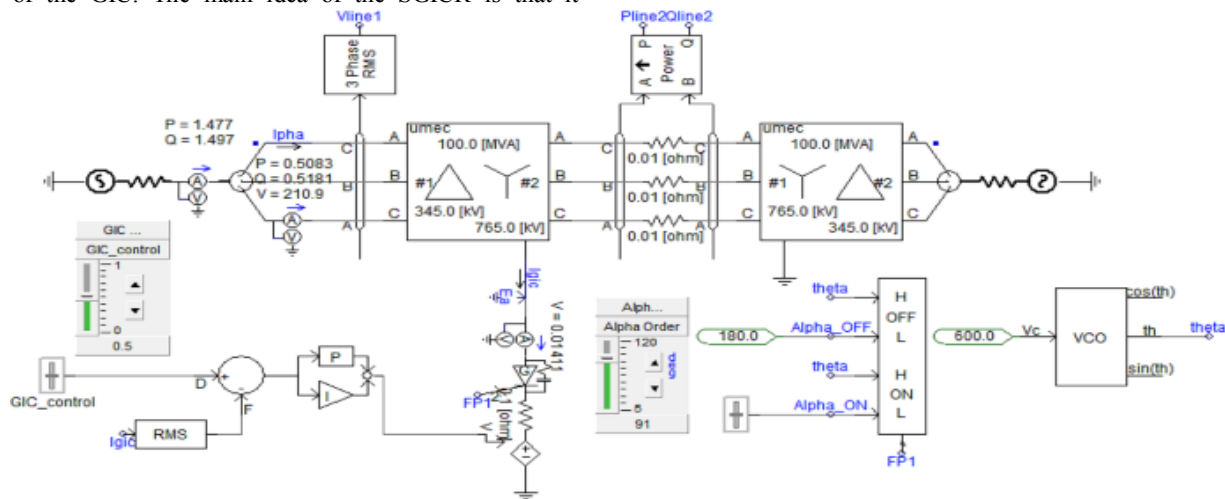 of the GIC. The main idea of the SGICR is that it
Vline1
3 Phase
RMS
Pline2Qline2
P Q
Power
A B
P = 1.477
Q = 1.497
Ipha
P = 0.5083
Q = 0.5181
V = 210.9
A
V
A
V
C
B
A
umec
100.0 [MVA]
A
B
C
#1
#2
345.0 [kV]
765.0 [kV]
A
B
C
C
B
A
0.01 [ohm]
0.01 [ohm]
0.01 [ohm]
C
B
A
umec
100.0 [MVA]
A
B
C
#1
#2
765.0 [kV]
345.0 [kV]
A
B
C
GIC ...
GIC_control
1
0
0.5
Igic
Ea
V = 0.01411
V
A
G
FP1
.1 [ohm]
V
GIC_control
D
+
-
F
P
I
Igic
RMS
Alph...
Alpha Order
120
5
91
theta
180.0
Alpha_OFF
theta
Alpha_ON
H
OFF
L
H
ON
L
FP1
600.0
Vc
VCO
cos(th)
th
theta
sin(th)